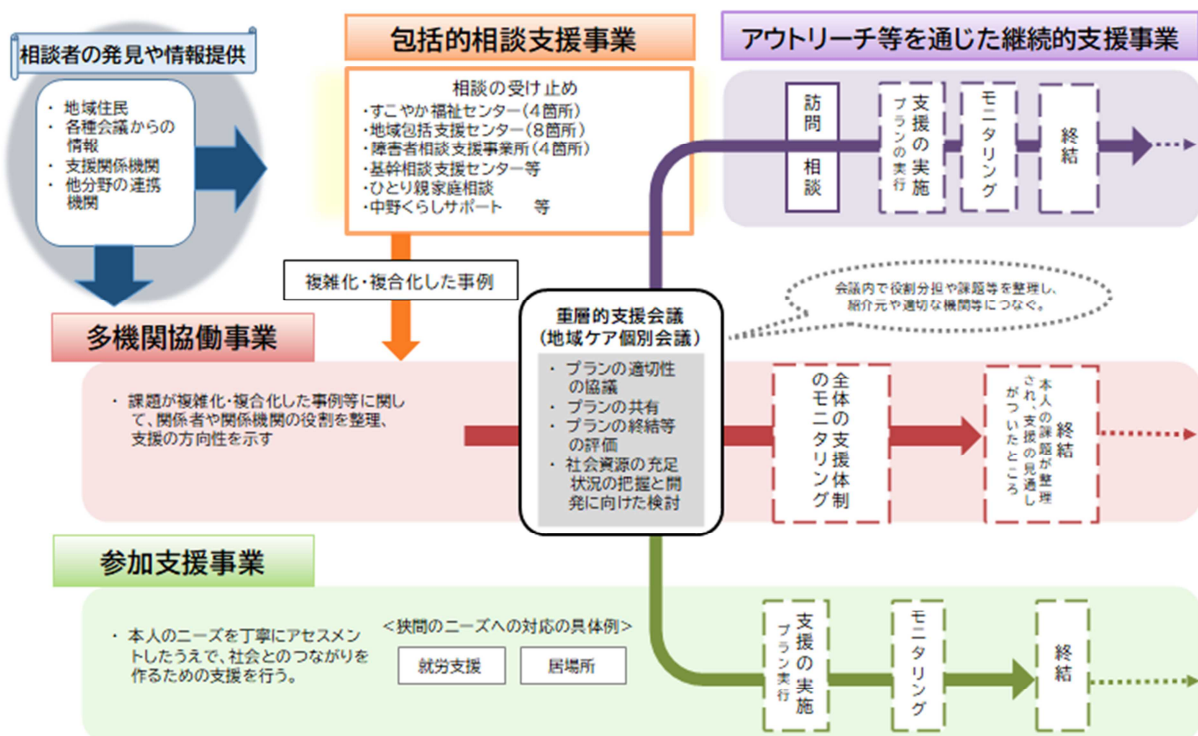 相談者の発見や情報提供
・ 地域住民
・ 各種会議からの
情報
・ 支援関係機関
・ 他分野の連携
機関
包括的相談支援事業
相談の受け止め
・すこやか福祉センター(4箇所)
・地域包括支援センター(8箇所)
・障害者相談支援事業所(4箇所)
・基幹相談支援センター等
・ひとり親家庭相談
・中野くらしサポート 等
複雑化・複合化した事例
アウトリーチ等を通じた継続的支援事業
訪問 相談
支援の実施
プランの実行
モニタリング
終結
会議内で役割分担や課題等を整理し、
紹介元や適切な機関等につなぐ。
重層的支援会議
(地域ケア個別会議)
・ プランの適切性
の協議
・ プランの共有
・ プランの終結等
の評価
・ 社会資源の充足
状況の把握と開
発に向けた検討
多機関協働事業
・ 課題が複雑化・複合化した事例等に関し
て、関係者や関係機関の役割を整理、
支援の方向性を示す
全体の支援体制
のモニタリング
終結
本人の課題が整理
され、支援の見通し
がついたところ
参加支援事業
・ 本人のニーズを丁寧にアセスメン
トしたうえで、社会とのつながりを
作るための支援を行う。
<狭間のニーズへの対応の具体例>
就労支援
居場所
支援の実施
プラン実行
モニタリング
終結